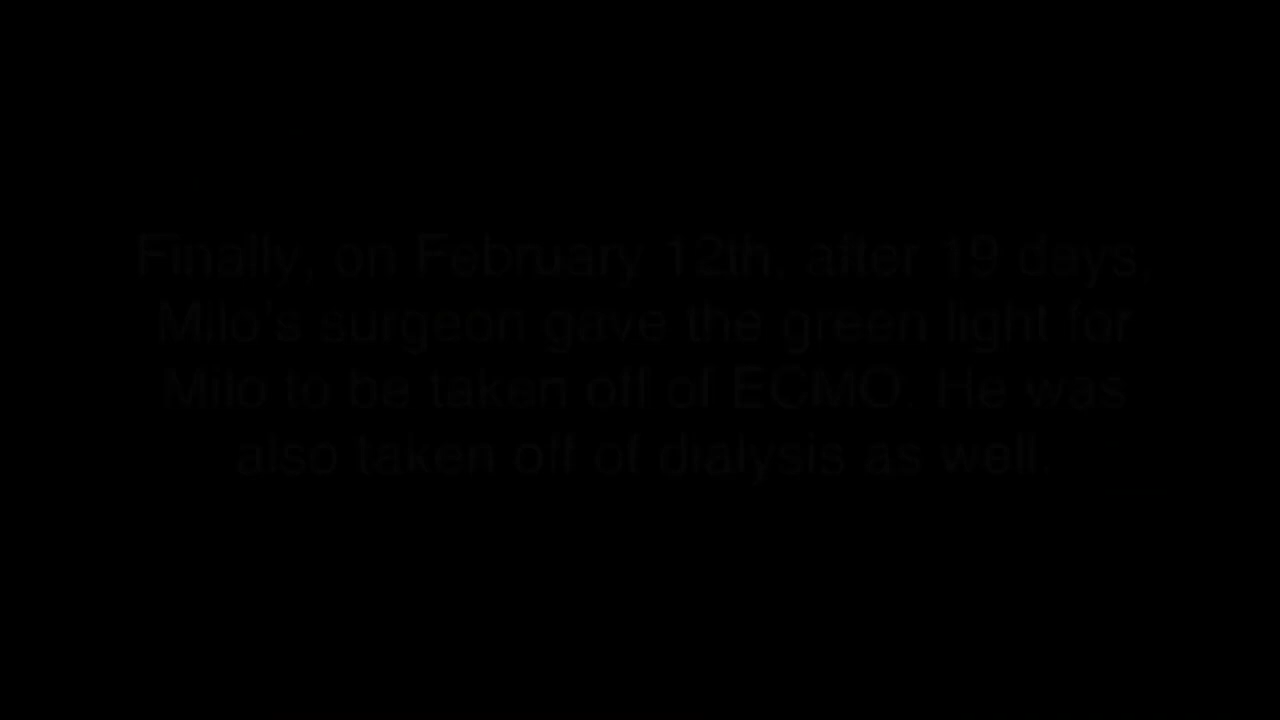 Finally, on February 12th, after 19 days,
Milo's surgeon gave the green light for
Milo to be taken off of ECMO. He was
also taken off of dialysis as well.